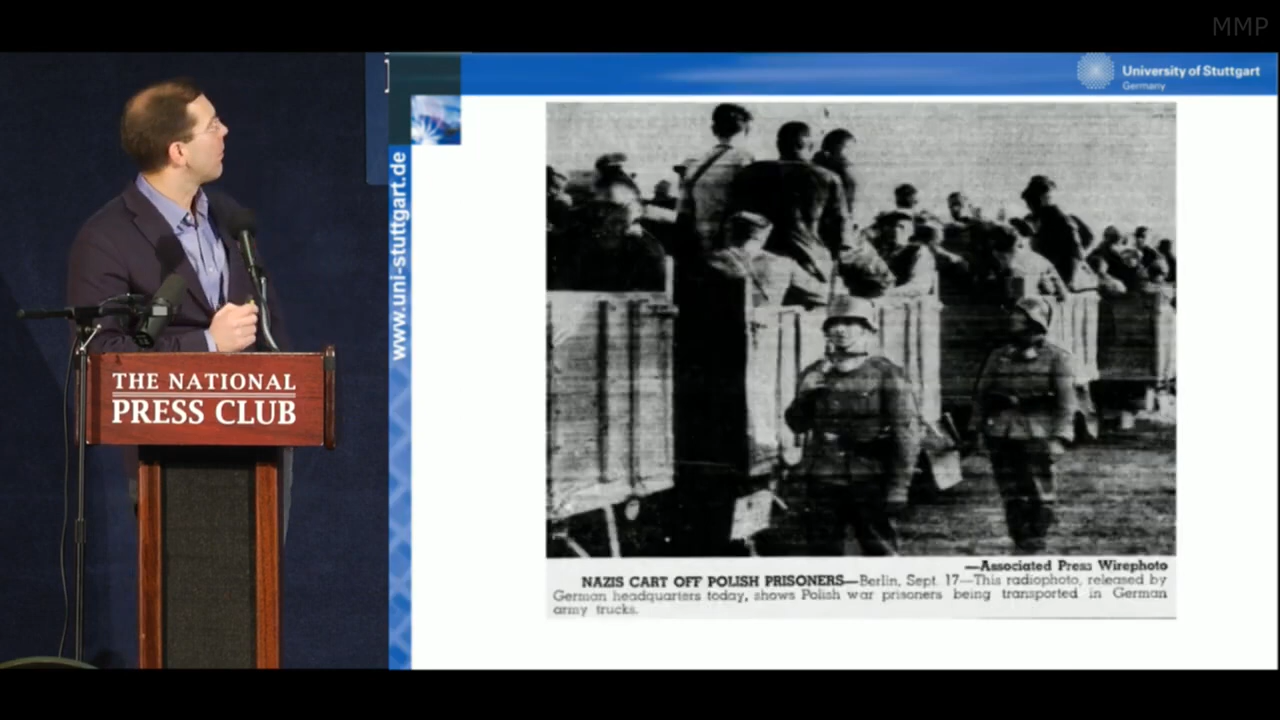 MMP
University of Stuttgart
Germany
www.uni-stuttgart.de
THE NATIONAL
PRESS CLUB
—Associated Press Wirephoto
NAZIS CART OFF POLISH PRISONERS—Berlin, Sept. 17—This radiophoto, released by
German headquarters today, shows Polish war prisoners being transported in German
army trucks.